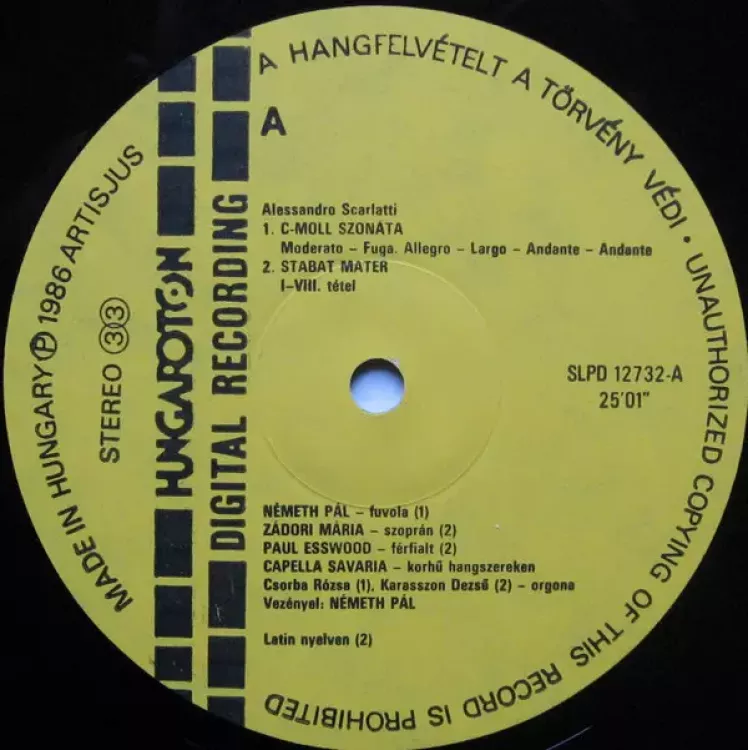 A HANGFELVÉTELT A TÖRVÉNY VÉDI • UNAUTHORIZED COPYING OF THIS RECORD IS PROHIBITED
MADE IN HUNGARY Ⓟ 1986 ARTISJUS
STEREO 33
HUNGAROTON
DIGITAL RECORDING
A
Alessandro Scarlatti
1. C-MOLL SZONÁTA
Moderato – Fuga. Allegro – Largo – Andante – Andante
2. STABAT MATER
I–VIII. tétel
SLPD 12732-A
25'01"
NÉMETH PÁL – fuvola (1)
ZÁDORI MÁRIA – szoprán (2)
PAUL ESSWOOD – férfialt (2)
CAPELLA SAVARIA – korhű hangszereken
Csorba Rózsa (1), Karasszon Dezső (2) – orgona
Vezényel: NÉMETH PÁL
Latin nyelven (2)